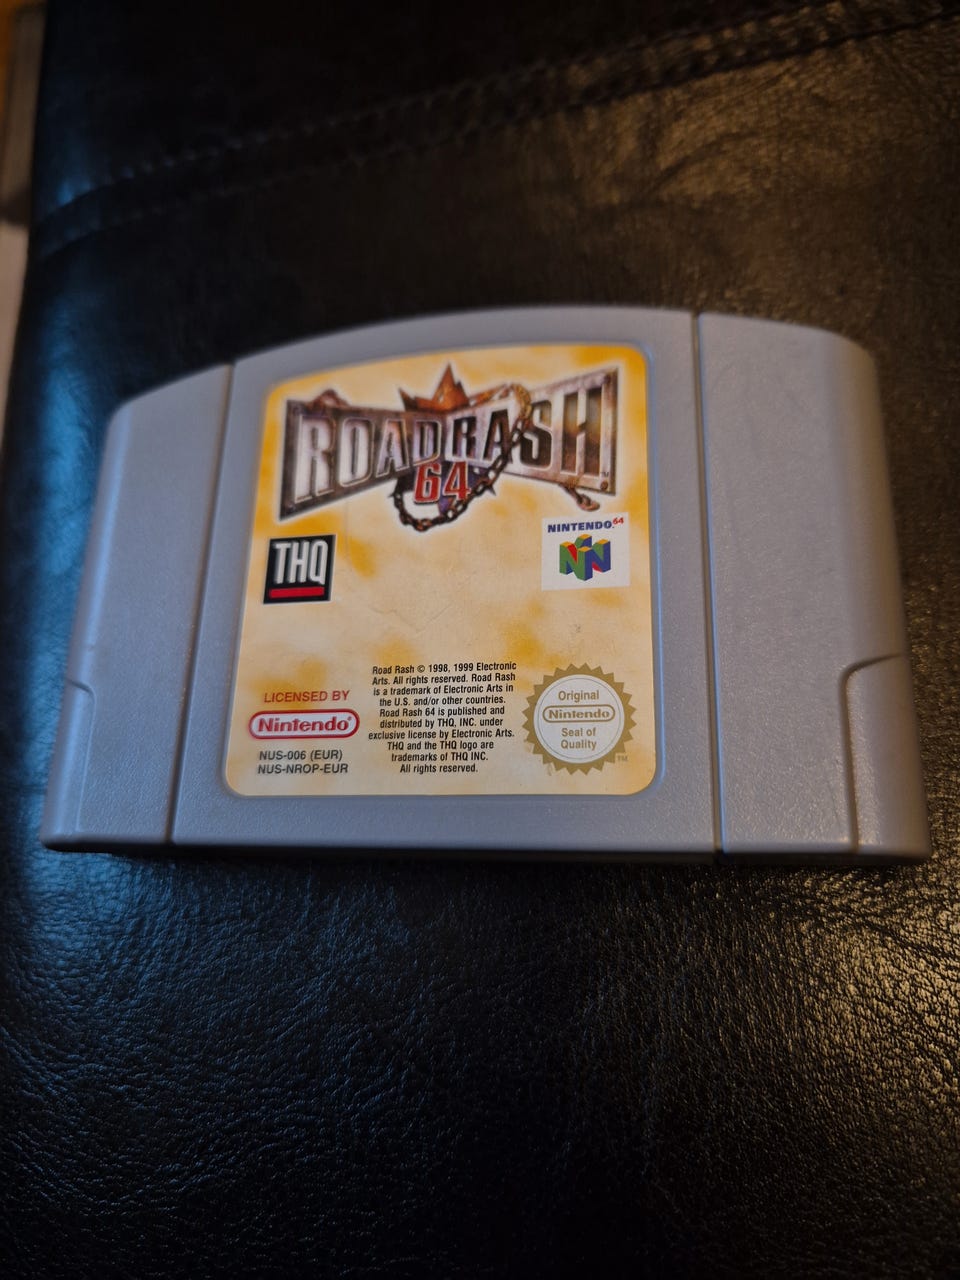 ROAD RASH
64
THQ
NINTENDO64
LICENSED BY
Nintendo®
NUS-006 (EUR)
NUS-NROP-EUR
Road Rash © 1998, 1999 Electronic
Arts. All rights reserved. Road Rash
is a trademark of Electronic Arts in
the U.S. and/or other countries.
Road Rash 64 is published and
distributed by THQ, INC. under
exclusive license by Electronic Arts.
THQ and the THQ logo are
trademarks of THQ INC.
All rights reserved.
Original
Nintendo
Seal of
Quality
TM